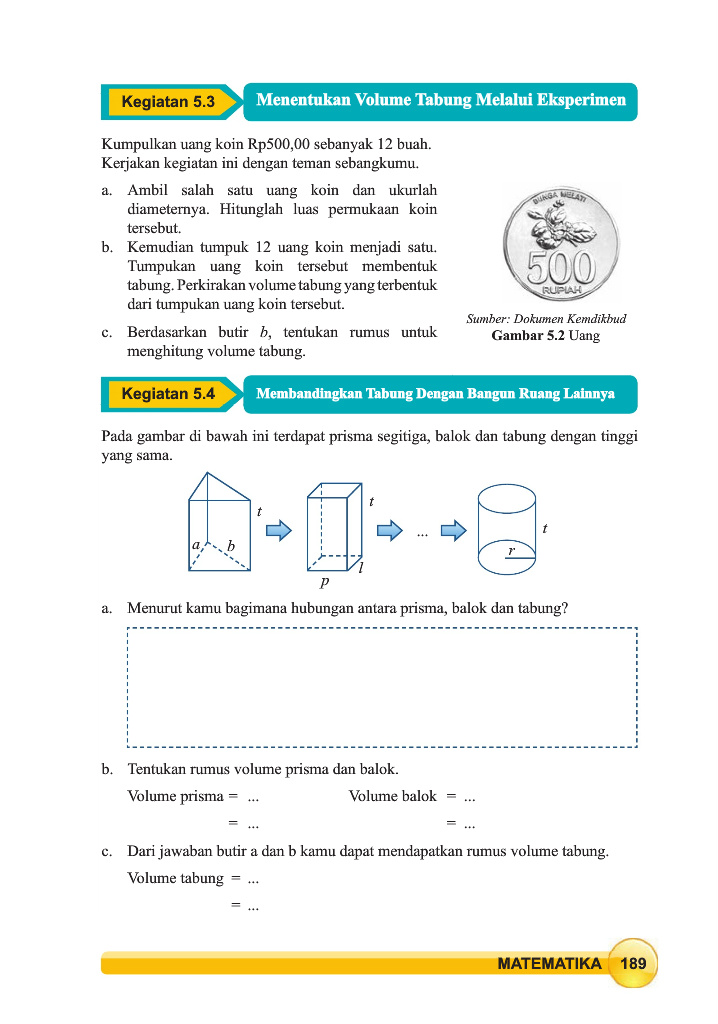 Kegiatan 5.3
Menentukan Volume Tabung Melalui Eksperimen
Kumpulkan uang koin Rp500,00 sebanyak 12 buah.
Kerjakan kegiatan ini dengan teman sebangkumu.
a. Ambil salah satu uang koin dan ukurlah
diameternya. Hitunglah luas permukaan koin
tersebut.
b. Kemudian tumpuk 12 uang koin menjadi satu.
Tumpukan uang koin tersebut membentuk
tabung. Perkirakan volume tabung yang terbentuk
dari tumpukan uang koin tersebut.
c. Berdasarkan butir b, tentukan rumus untuk
menghitung volume tabung.
BUNGA MELATI
500
RUPIAH
Sumber: Dokumen Kemdikbud
Gambar 5.2 Uang
Kegiatan 5.4
Membandingkan Tabung Dengan Bangun Ruang Lainnya
Pada gambar di bawah ini terdapat prisma segitiga, balok dan tabung dengan tinggi
yang sama.
t
a
b
t
l
p
...
t
r
a. Menurut kamu bagaimana hubungan antara prisma, balok dan tabung?
b. Tentukan rumus volume prisma dan balok.
Volume prisma = ... Volume balok = ...
= ... = ...
c. Dari jawaban butir a dan b kamu dapat mendapatkan rumus volume tabung.
Volume tabung = ...
= ...
MATEMATIKA 189